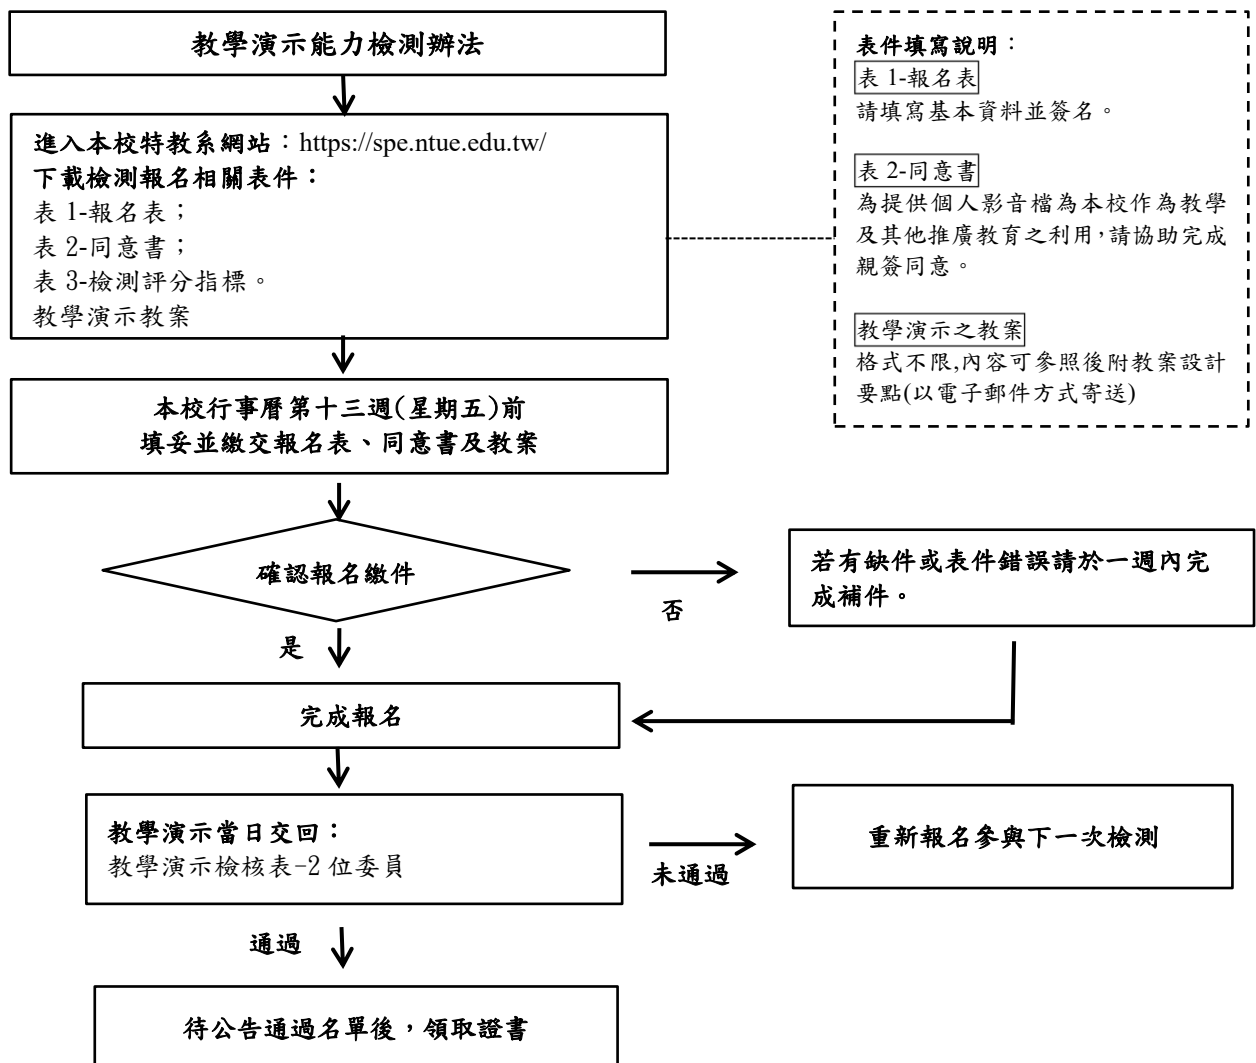 教學演示能力檢測辦法
進入本校特教系網站：https://spe.ntue.edu.tw/
下載檢測報名相關表件：
表 1-報名表；
表 2-同意書；
表 3-檢測評分指標。
教學演示教案
表件填寫說明：
表 1-報名表
請填寫基本資料並簽名。
表 2-同意書
為提供個人影音檔為本校作為教學
及其他推廣教育之利用，請協助完成
親簽同意。
教學演示之教案
格式不限,內容可參照後附教案設計
要點(以電子郵件方式寄送)
本校行事曆第十三週(星期五)前
填妥並繳交報名表、同意書及教案
確認報名繳件
否
若有缺件或表件錯誤請於一週內完
成補件。
是
完成報名
教學演示當日交回：
教學演示檢核表-2 位委員
未通過
重新報名參與下一次檢測
通過
待公告通過名單後，領取證書